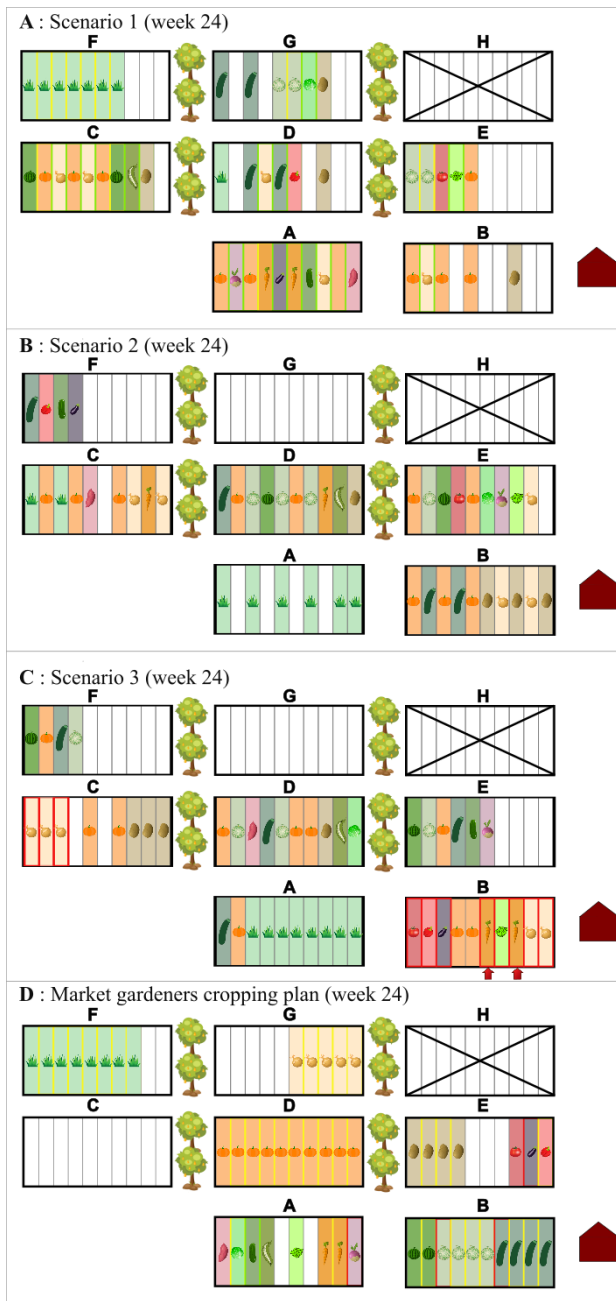 A : Scenario 1 (week 24)
F G H
C D E
A B
B : Scenario 2 (week 24)
F G H
C D E
A B
C : Scenario 3 (week 24)
F G H
C D E
A B
D : Market gardeners cropping plan (week 24)
F G H
C D E
A B